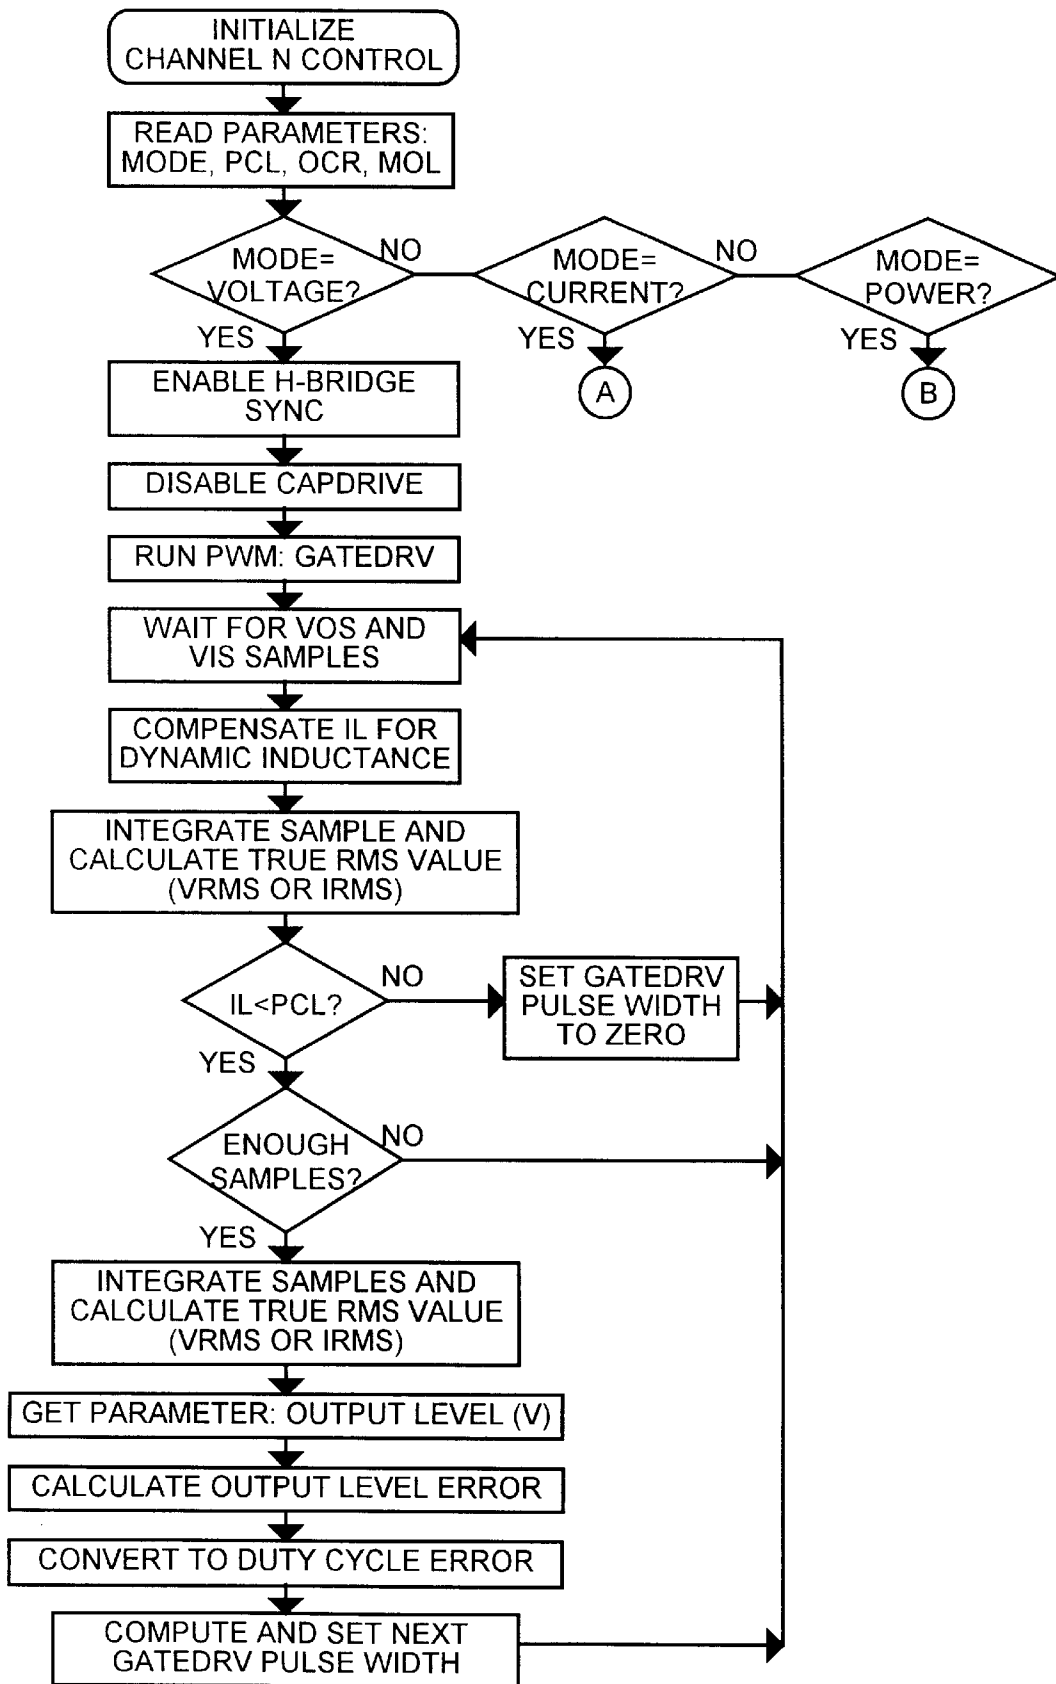 INITIALIZE
CHANNEL N CONTROL
READ PARAMETERS:
MODE, PCL, OCR, MOL
MODE=
VOLTAGE?
NO
MODE=
CURRENT?
NO
MODE=
POWER?
YES
YES
YES
A
B
ENABLE H-BRIDGE
SYNC
DISABLE CAPDRIVE
RUN PWM: GATEDRV
WAIT FOR VOS AND
VIS SAMPLES
COMPENSATE IL FOR
DYNAMIC INDUCTANCE
INTEGRATE SAMPLE AND
CALCULATE TRUE RMS VALUE
(VRMS OR IRMS)
IL<PCL?
NO
SET GATEDRV
PULSE WIDTH
TO ZERO
YES
ENOUGH
SAMPLES?
NO
YES
INTEGRATE SAMPLES AND
CALCULATE TRUE RMS VALUE
(VRMS OR IRMS)
GET PARAMETER: OUTPUT LEVEL (V)
CALCULATE OUTPUT LEVEL ERROR
CONVERT TO DUTY CYCLE ERROR
COMPUTE AND SET NEXT
GATEDRV PULSE WIDTH